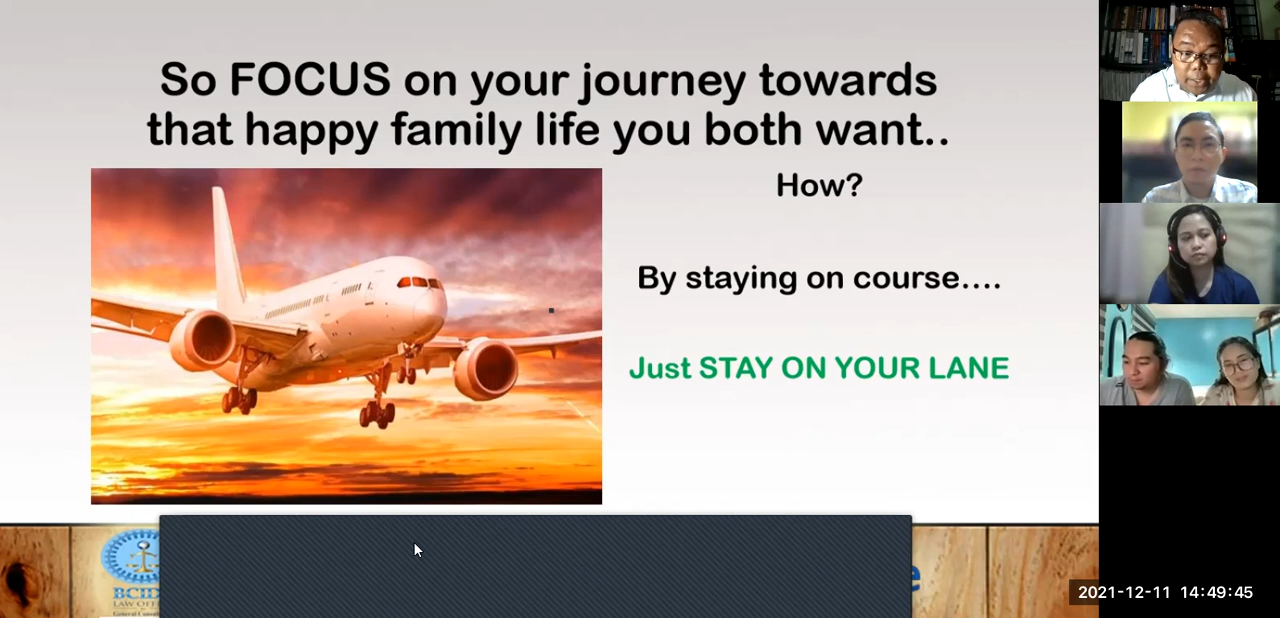 So FOCUS on your journey towards
that happy family life you both want..
How?
By staying on course....
Just STAY ON YOUR LANE
BCID
LAW OFF
2021-12-11 14:49:45